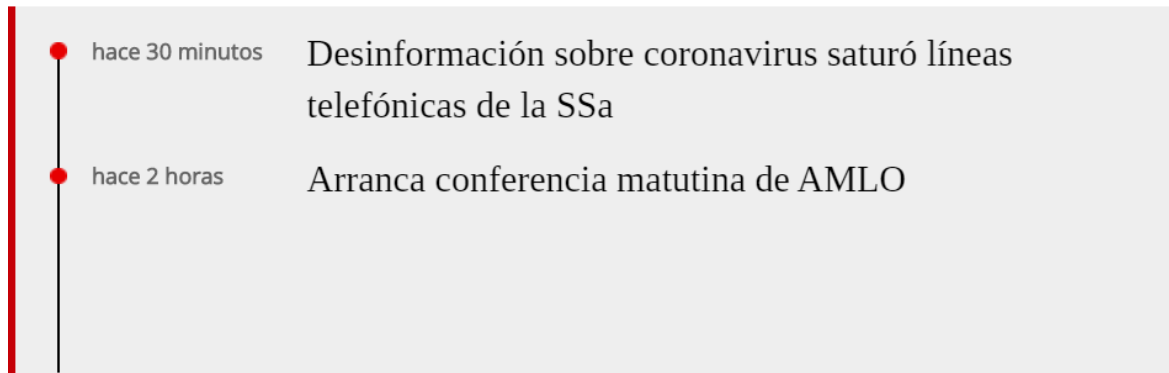 hace 30 minutos
Desinformación sobre coronavirus saturó líneas
telefónicas de la SSa
hace 2 horas
Arranca conferencia matutina de AMLO